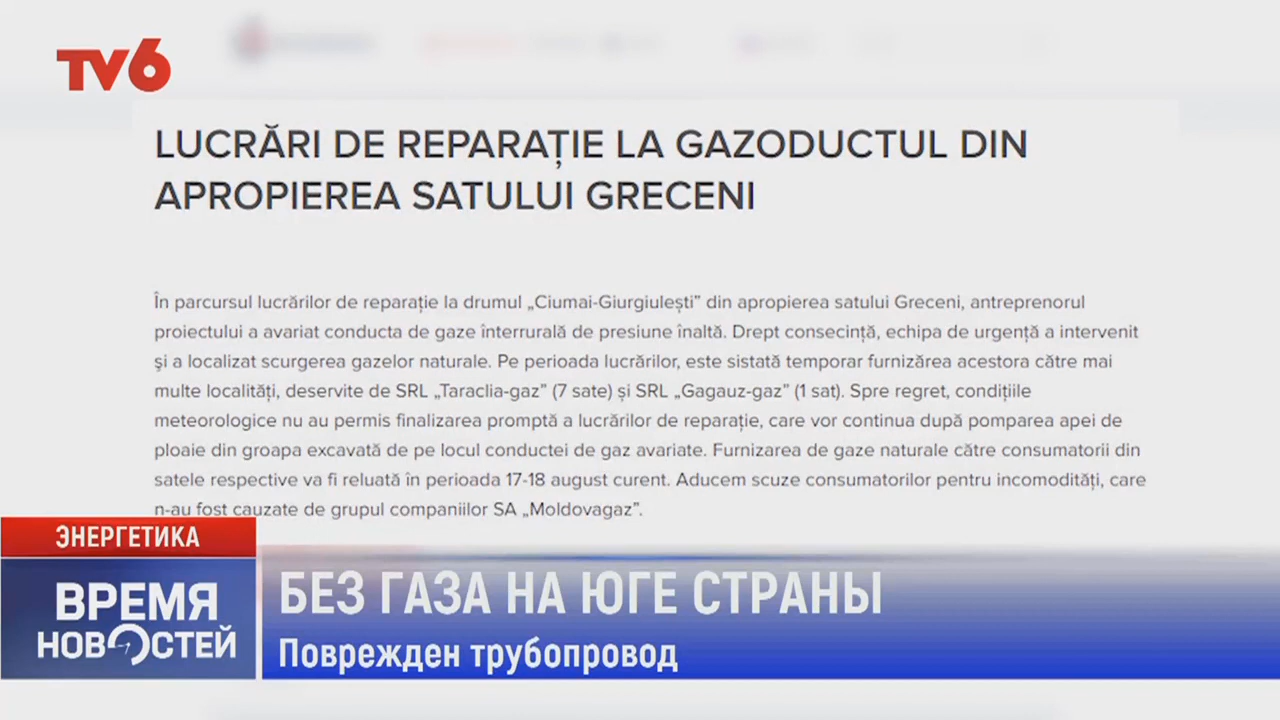 TV6
LUCRĂRI DE REPARAȚIE LA GAZODUCTUL DIN
APROPIEREA SATULUI GRECENI
În parcursul lucrărilor de reparație la drumul „Ciumai-Giurgiulești” din apropierea satului Greceni, antreprenorul
proiectului a avariat conducta de gaze înterrurală de presiune înaltă. Drept consecință, echipa de urgență a intervenit
și a localizat scurgerea gazelor naturale. Pe perioada lucrărilor, este sistată temporar furnizărea acestora către mai
multe localități, deservite de SRL „Taraclia-gaz” (7 sate) și SRL „Gagauz-gaz” (1 sat). Spre regret, condițiile
meteorologice nu au permis finalizarea promptă a lucrărilor de reparație, care vor continua după pomparea apei de
ploaie din groapa excavată de pe locul conductei de gaz avariate. Furnizarea de gaze naturale către consumatorii din
satele respective va fi reluată în perioada 17-18 august curent. Aducem scuze consumatorilor pentru incomodități, care
n-au fost cauzate de grupul companiilor SA „Moldovagaz”.
ЭНЕРГЕТИКА
ВРЕМЯ
НОВОСТЕЙ
БЕЗ ГАЗА НА ЮГЕ СТРАНЫ
Поврежден трубопровод